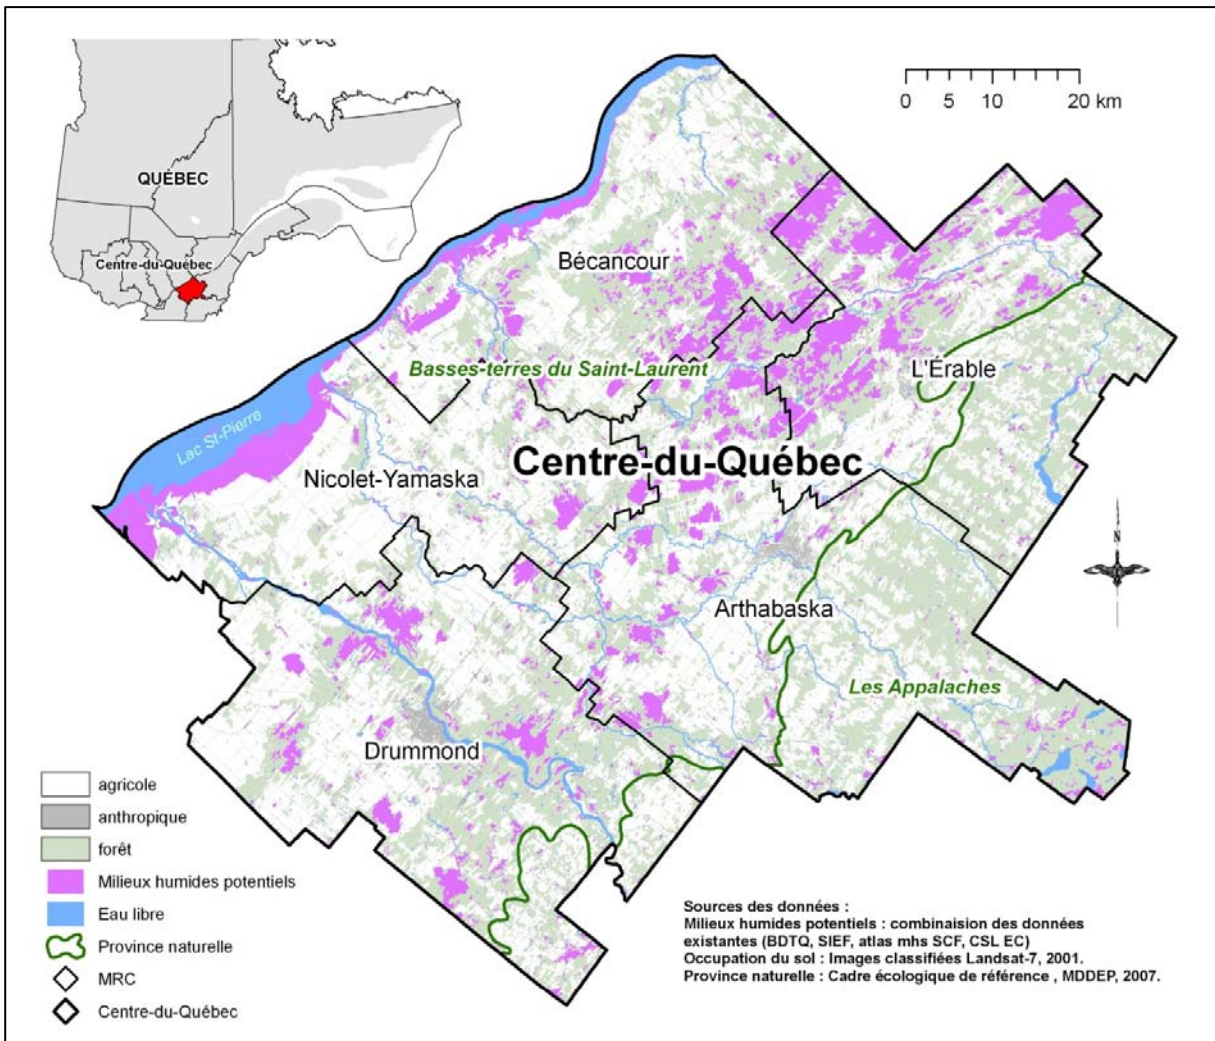 QUÉBEC
Centre-du-Québec
0 5 10 20 km
Bécancour
Basses-terres du Saint-Laurent
L'Érable
Lac St-Pierre
Centre-du-Québec
Nicolet-Yamaska
N
Arthabaska
Les Appalaches
Drummond
agricole
anthropique
forêt
Milieux humides potentiels
Eau libre
Province naturelle
MRC
Centre-du-Québec
Sources des données :
Milieux humides potentiels : combinaision des données
existantes (BDTQ, SIEF, atlas mhs SCF, CSL EC)
Occupation du sol : Images classifiées Landsat-7, 2001.
Province naturelle : Cadre écologique de référence , MDDEP, 2007.